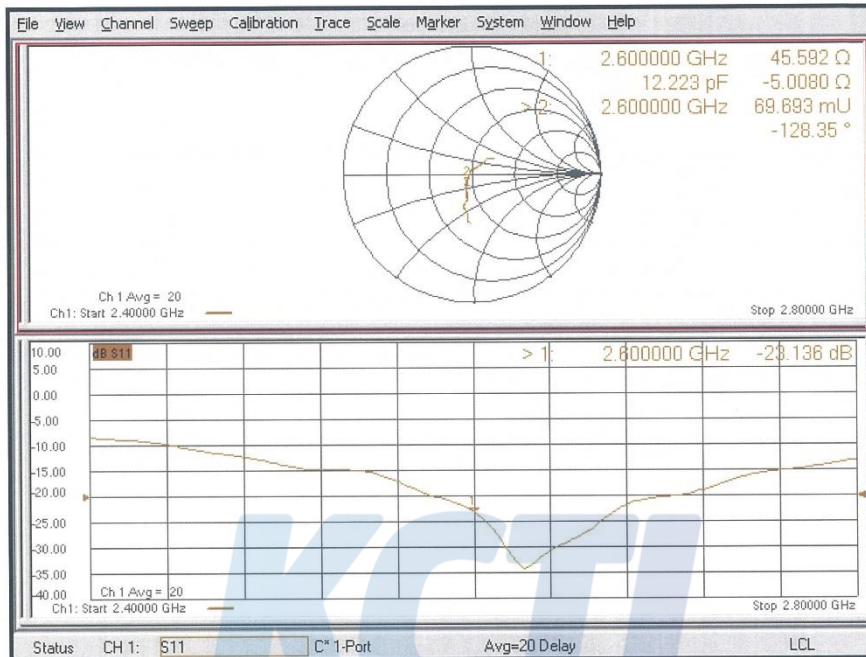 File View Channel Sweep Calibration Trace Scale Marker System Window Help
1: 2.600000 GHz 45.592 Ω
12.223 pF -5.0080 Ω
> 2: 2.600000 GHz 69.693 mU
-128.35 °
2
Ch 1 Avg = 20
Ch1: Start 2.40000 GHz Stop 2.80000 GHz
10.00 dB S11 > 1: 2.600000 GHz -23.136 dB
5.00
0.00
-5.00
-10.00
-15.00
-20.00
1
-25.00
-30.00
-35.00
-40.00
Ch 1 Avg = 20
Ch1: Start 2.40000 GHz Stop 2.80000 GHz
KCTL
Status CH 1: S11 C* 1-Port Avg=20 Delay LCL